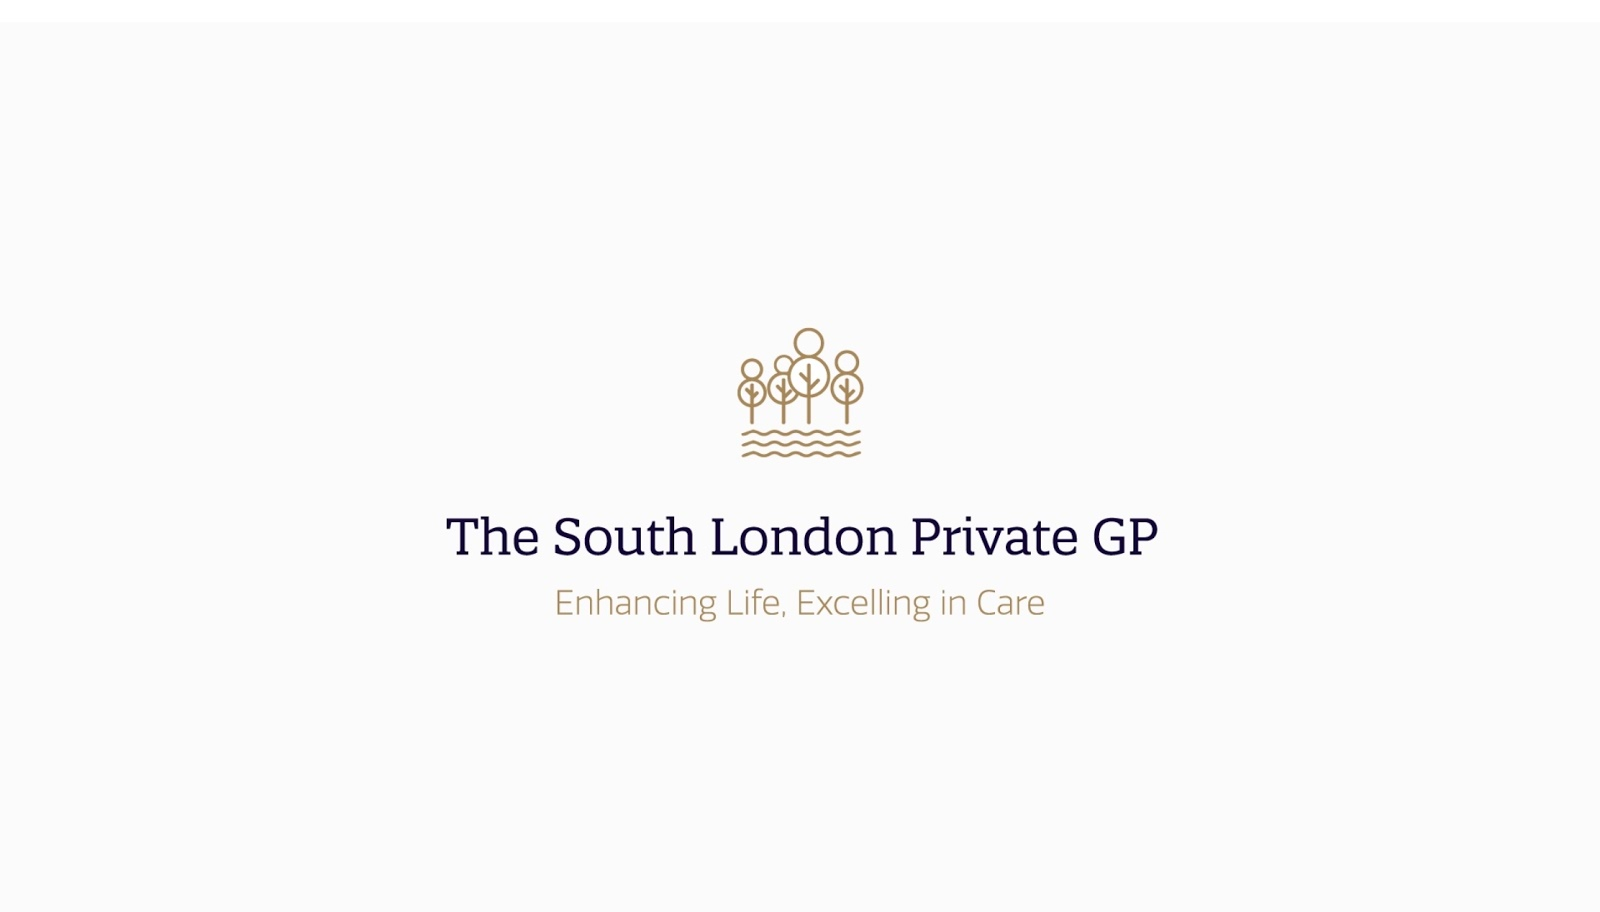 The South London Private GP
Enhancing Life, Excelling in Care